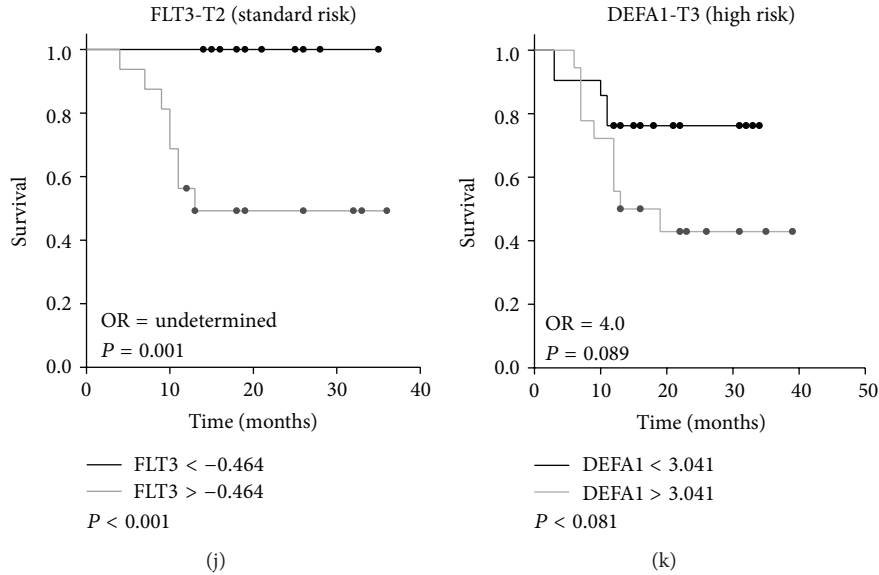 FLT3-T2 (standard risk)
1.0
0.8
0.6
0.4
0.2
0.0
Survival
OR = undetermined
P = 0.001
0 10 20 30 40
Time (months)
FLT3 < −0.464
FLT3 > −0.464
P < 0.001
(j)
DEFA1-T3 (high risk)
1.0
0.8
0.6
0.4
0.2
0.0
Survival
OR = 4.0
P = 0.089
0 10 20 30 40 50
Time (months)
DEFA1 < 3.041
DEFA1 > 3.041
P < 0.081
(k)